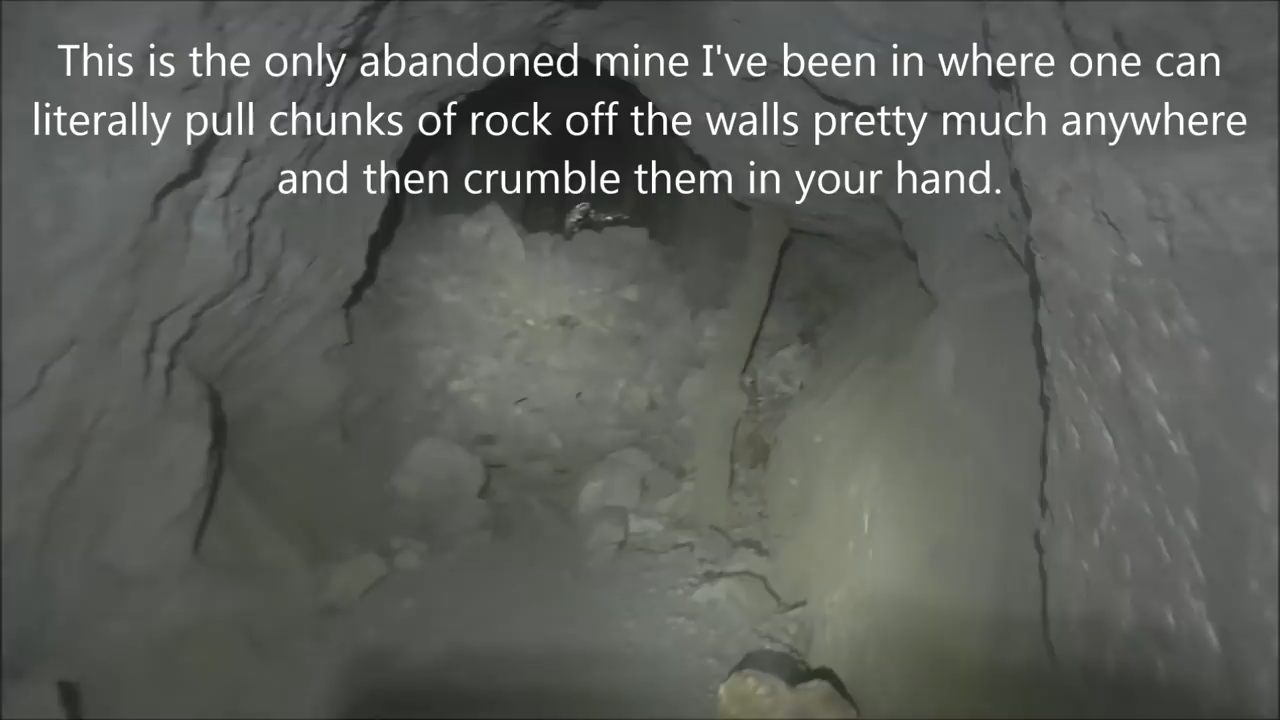 This is the only abandoned mine I've been in where one can
literally pull chunks of rock off the walls pretty much anywhere
and then crumble them in your hand.